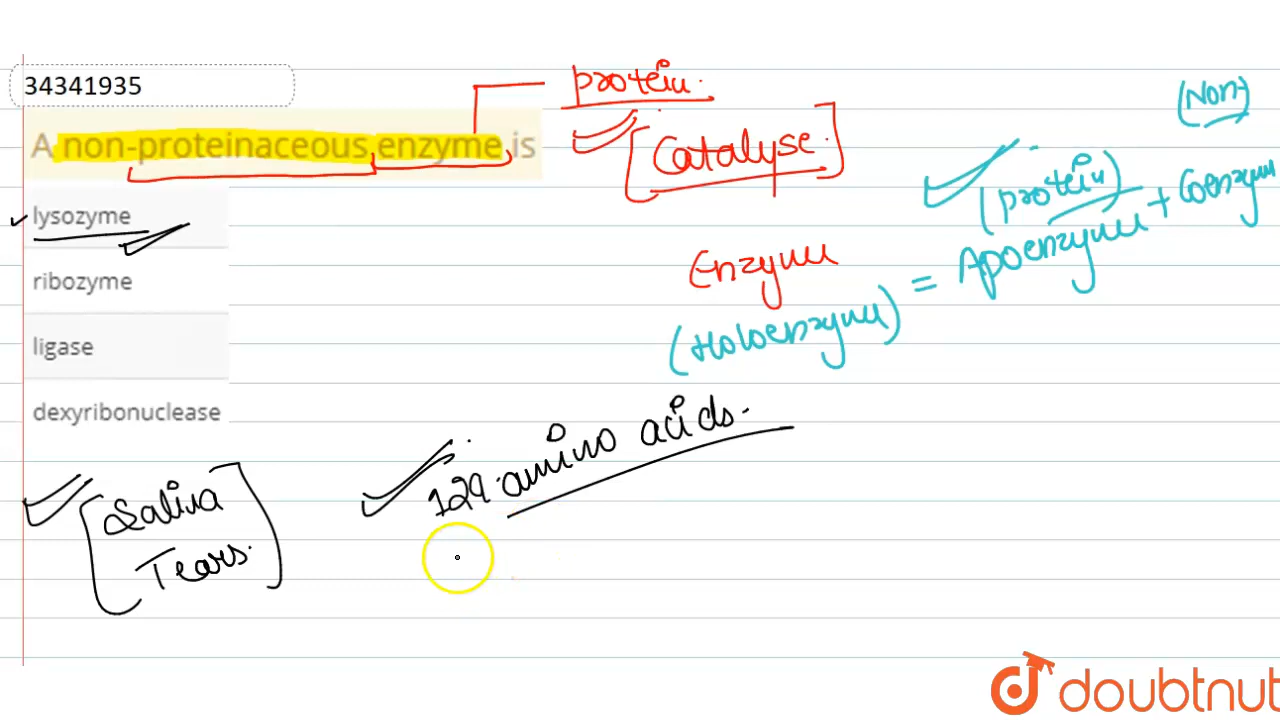 34341935
A non-proteinaceous enzyme is
protein.
[Catalyse.]
(Non-)
(protein)
lysozyme
ribozyme
ligase
dexyribonuclease
Enzyme
(Holoenzyme) = Apoenzyme + Coenzym
129 amino acids.
[Saliva
Tears.]
doubtnut